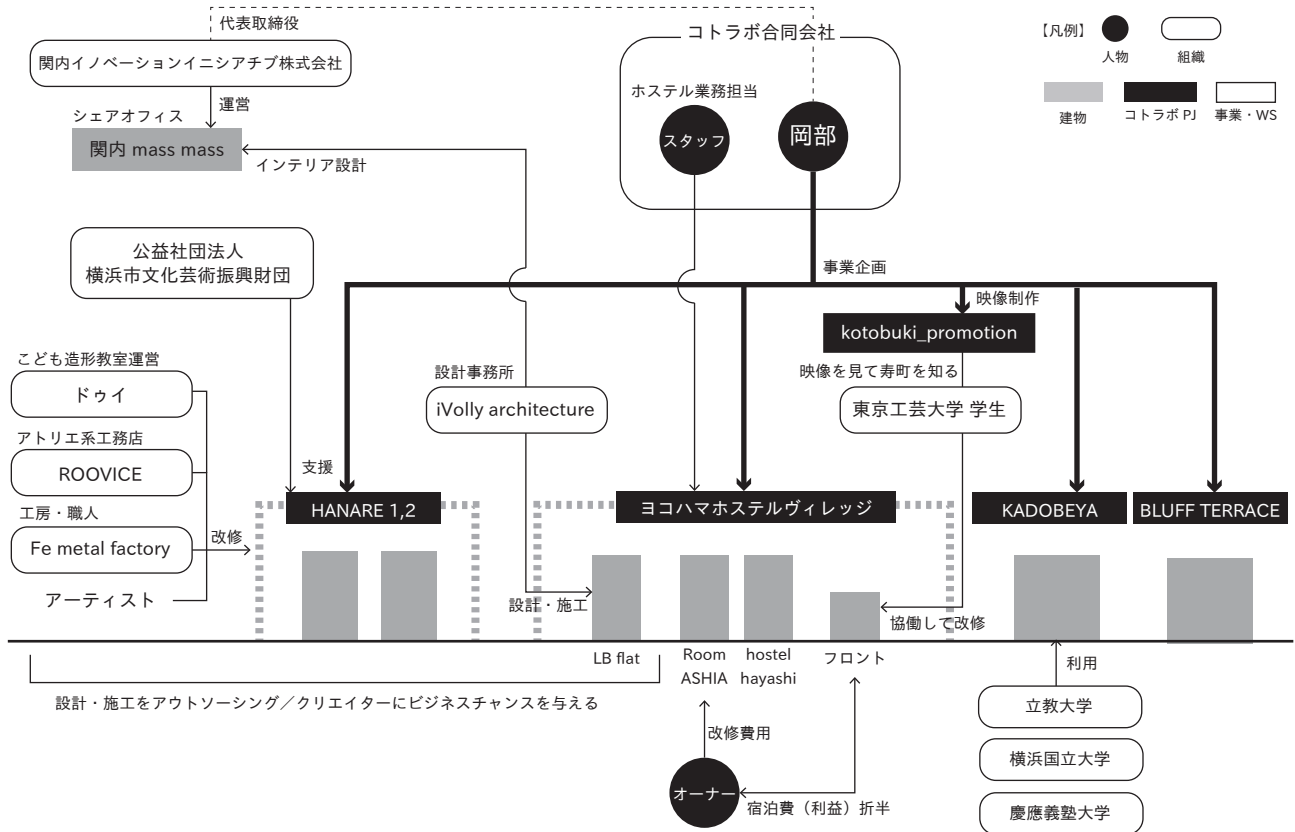 代表取締役
関内イノベーションイニシアチブ株式会社
運営
シェアオフィス
関内 mass mass
インテリア設計
コトラボ合同会社
ホステル業務担当
スタッフ
岡部
【凡例】
人物
組織
建物
コトラボ PJ
事業・WS
公益社団法人
横浜市文化芸術振興財団
事業企画
映像制作
kotobuki_promotion
映像を見て寿町を知る
東京工芸大学 学生
設計事務所
iVolly architecture
こども造形教室運営
ドゥイ
アトリエ系工務店
ROOVICE
工房・職人
Fe metal factory
アーティスト
改修
支援
HANARE 1,2
ヨコハマホステルヴィレッジ
KADOBEYA
BLUFF TERRACE
設計・施工
協働して改修
LB flat
Room
ASHIA
hostel
hayashi
フロント
利用
設計・施工をアウトソーシング／クリエイターにビジネスチャンスを与える
改修費用
オーナー
宿泊費（利益）折半
立教大学
横浜国立大学
慶應義塾大学